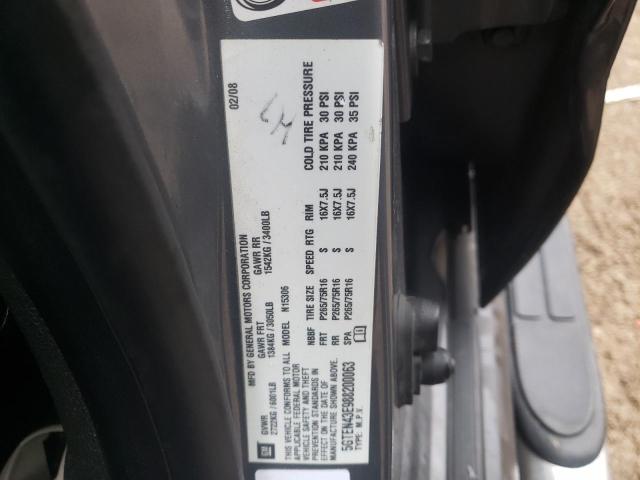 GM
MFD BY GENERAL MOTORS CORPORATION
02/08
GVWR
GAWR FRT
GAWR RR
2722KG / 6001LB
1384KG / 3050LB
1542KG / 3400LB
THIS VEHICLE CONFORMS TO ALL
APPLICABLE FEDERAL MOTOR
VEHICLE SAFETY AND THEFT
PREVENTION STANDARDS IN
EFFECT ON THE DATE OF
MANUFACTURE SHOWN ABOVE.
5GTEN43E988200063
TYPE: M.P.V.
MODEL N15306
NBBF TIRE SIZE SPEED RTG RIM COLD TIRE PRESSURE
FRT P265/75R16 S 16X7.5J 210 KPA 30 PSI
RR P265/75R16 S 16X7.5J 210 KPA 30 PSI
SPA P265/75R16 S 16X7.5J 240 KPA 35 PSI